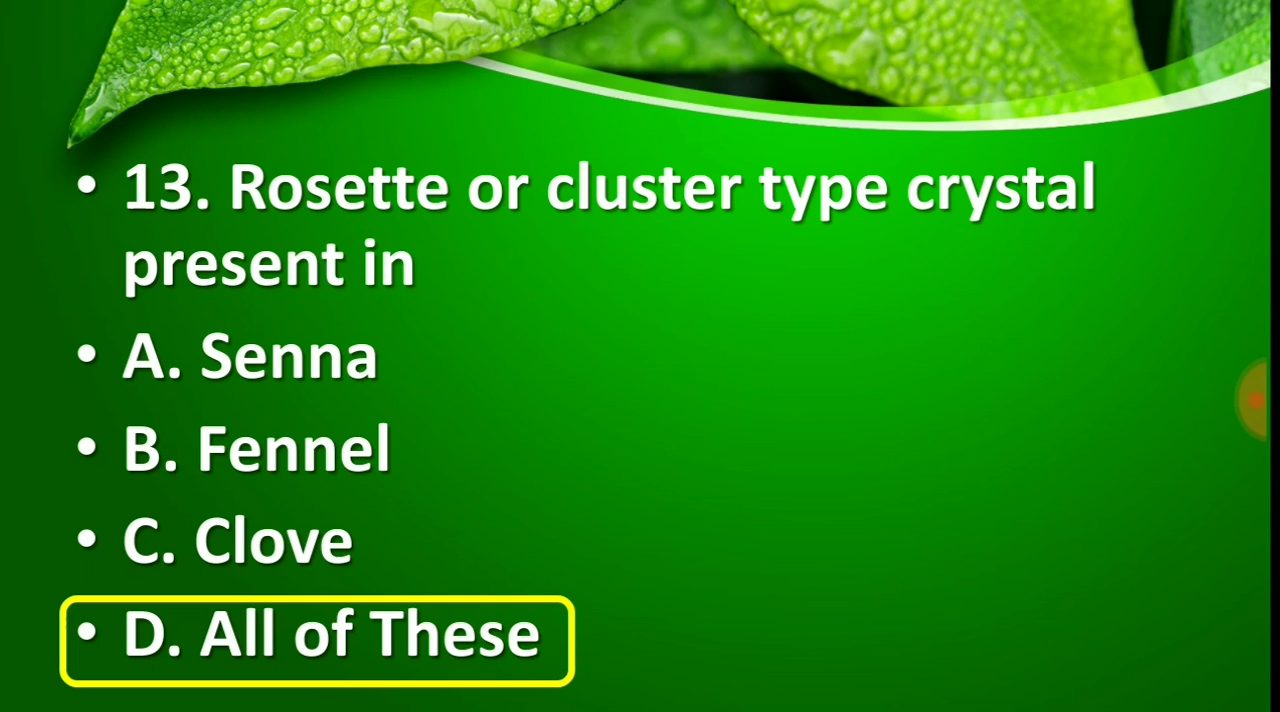 • 13. Rosette or cluster type crystal
present in
• A. Senna
• B. Fennel
• C. Clove
• D. All of These